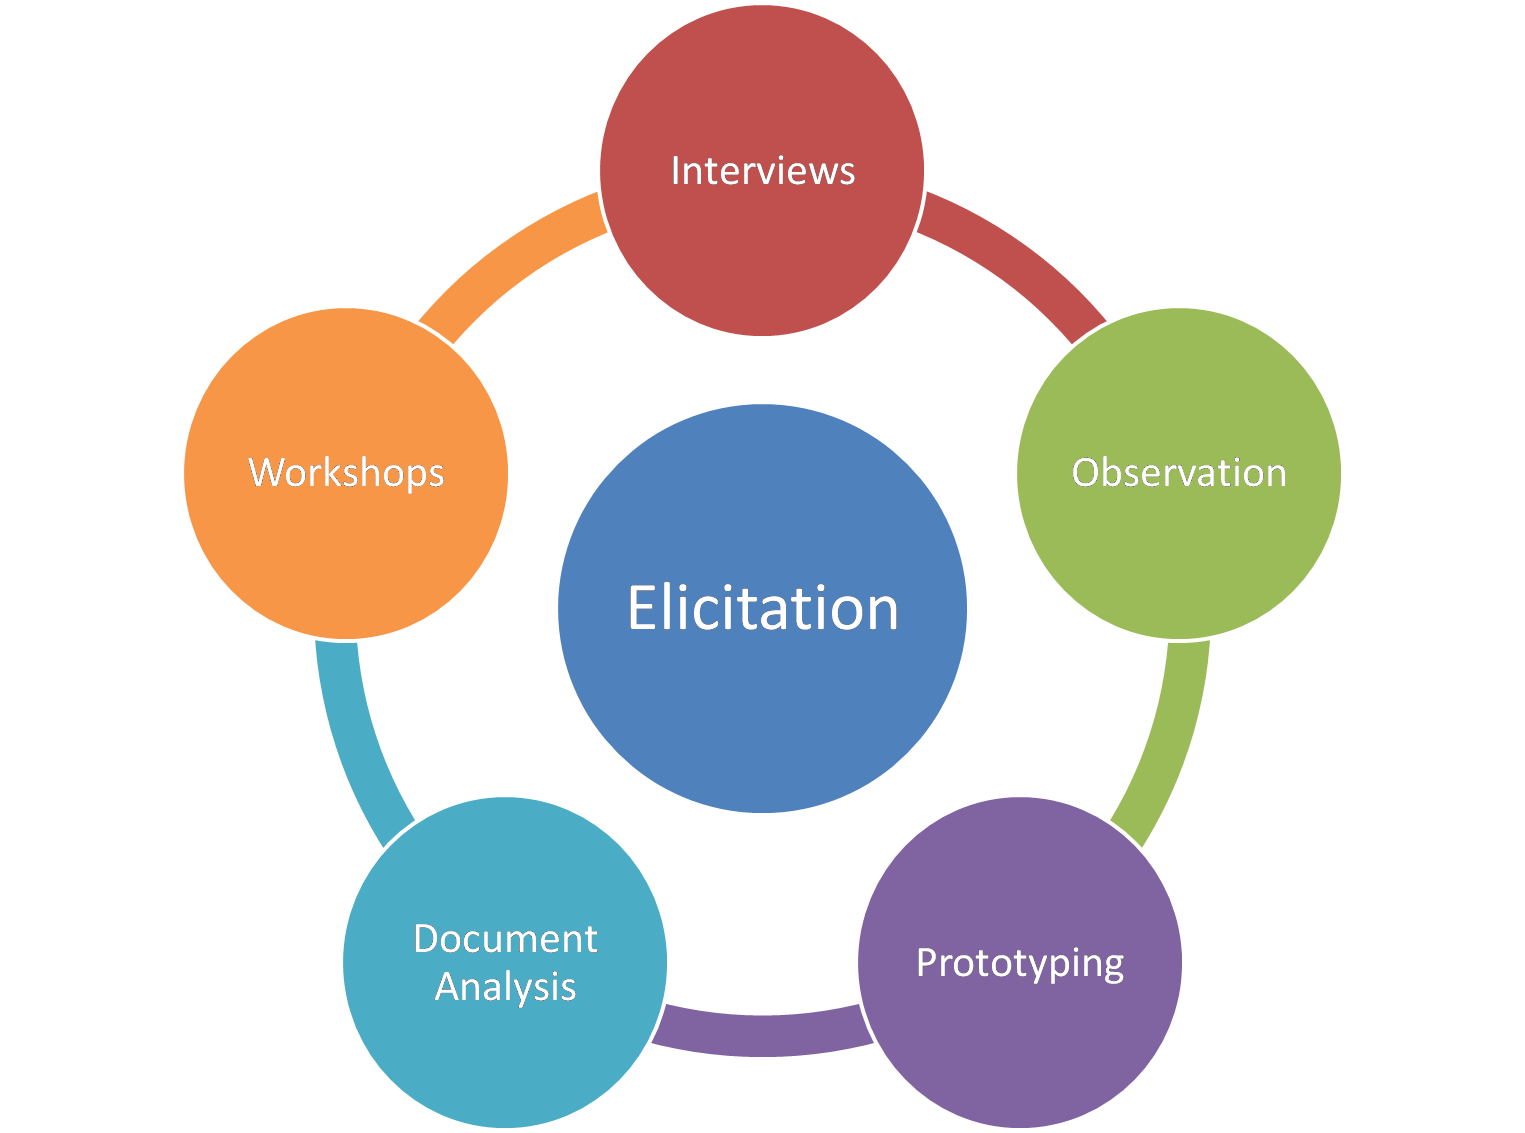 Interviews
Workshops
Observation
Elicitation
Document
Analysis
Prototyping